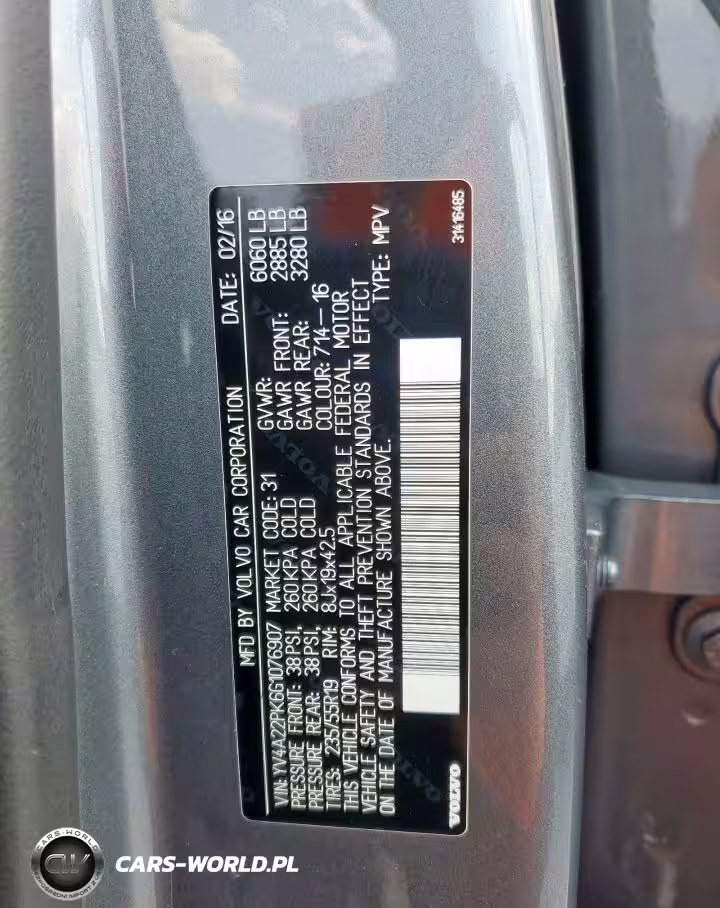 MFD BY VOLVO CAR CORPORATION DATE: 02/16
VIN: YV4A22PK6G1076907 MARKET CODE: 31 GVWR: 6060 LB
PRESSURE FRONT: 38PSI, 260KPA COLD GAWR FRONT: 2885 LB
PRESSURE REAR: 38PSI, 260KPA COLD GAWR REAR: 3280 LB
TIRES: 235/55R19 RIM: 8Jx19x42.5 COLOUR: 714-16
THIS VEHICLE CONFORMS TO ALL APPLICABLE FEDERAL MOTOR
VEHICLE SAFETY AND THEFT PREVENTION STANDARDS IN EFFECT
ON THE DATE OF MANUFACTURE SHOWN ABOVE. TYPE: MPV
VOLVO 31416485
CARS-WORLD
CW
CARS-WORLD.PL